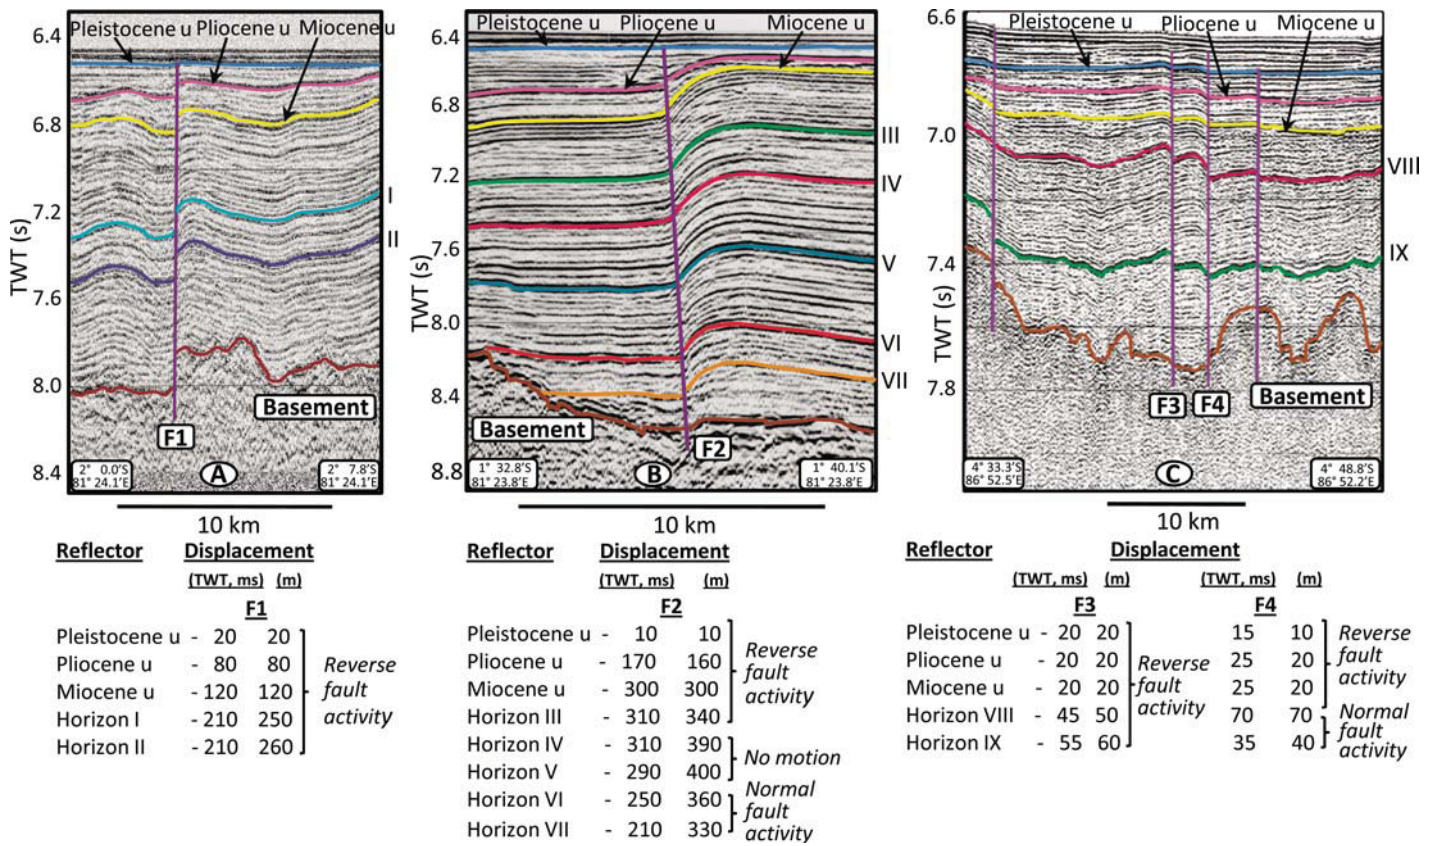 Pleistocene u Pliocene u Miocene u
6.4
6.8
7.2
7.6
8.0
8.4
TWT (s)
I
II
Basement
F1
A
2° 0.0'S
81° 24.1'E
2° 7.8'S
81° 24.1'E
10 km
Pleistocene u Pliocene u Miocene u
6.4
6.8
7.2
7.6
8.0
8.4
8.8
TWT (s)
III
IV
V
VI
VII
Basement
F2
B
1° 32.8'S
81° 23.8'E
1° 40.1'S
81° 23.8'E
10 km
6.6
Pleistocene u Pliocene u Miocene u
7.0
7.4
7.8
TWT (s)
VIII
IX
F3 F4 Basement
C
4° 33.3'S
86° 52.5'E
4° 48.8'S
86° 52.2'E
10 km
Reflector Displacement
(TWT, ms) (m)
F1
Pleistocene u - 20 20
Pliocene u - 80 80
Miocene u -120 120
Horizon I -210 250
Horizon II -210 260
Reverse
fault
activity
Reflector Displacement
(TWT, ms) (m)
F2
Pleistocene u - 10 10
Pliocene u - 170 160
Miocene u - 300 300
Horizon III - 310 340
Horizon IV - 310 390
Horizon V - 290 400
Horizon VI - 250 360
Horizon VII - 210 330
Reverse
fault
activity
No motion
Normal
fault
activity
Reflector Displacement
(TWT, ms) (m) (TWT, ms) (m)
F3 F4
Pleistocene u - 20 20 15 10
Pliocene u - 20 20 25 20
Miocene u - 20 20 25 20
Horizon VIII - 45 50 70 70
Horizon IX - 55 60 35 40
Reverse
fault
activity
Reverse
fault activity
Normal
fault
activity